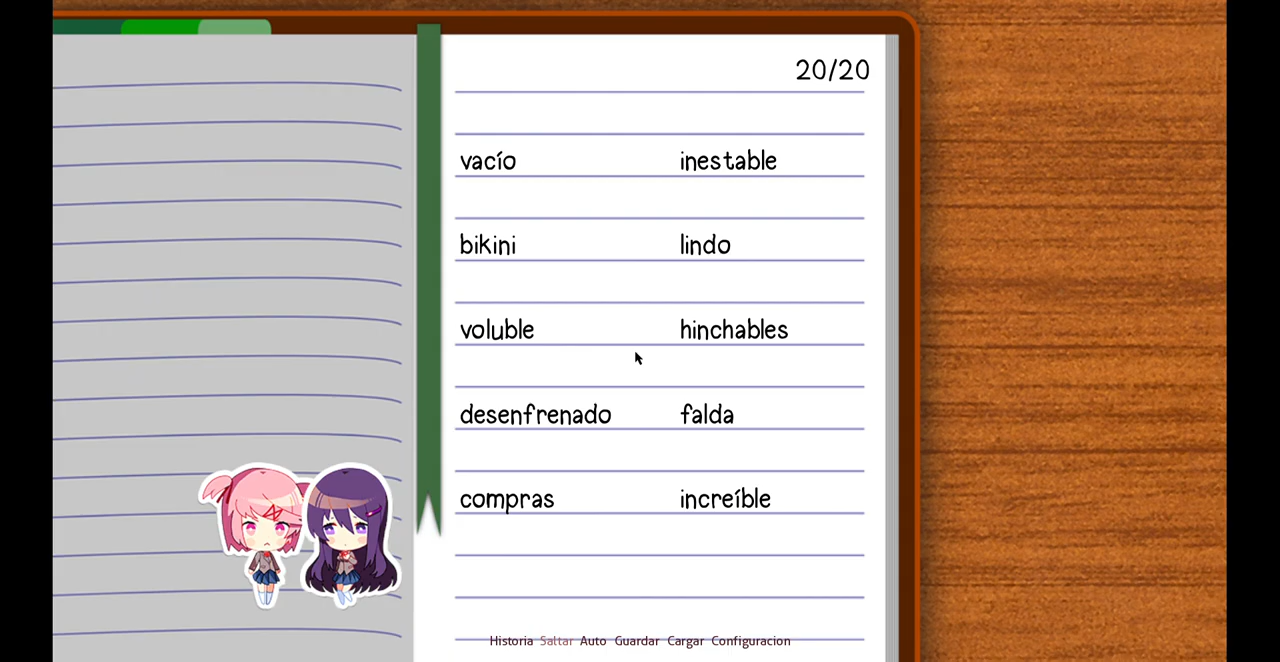 20/20
vacío inestable
bikini lindo
voluble hinchables
desenfrenado falda
compras increíble
Historia Saltar Auto Guardar Cargar Configuracion